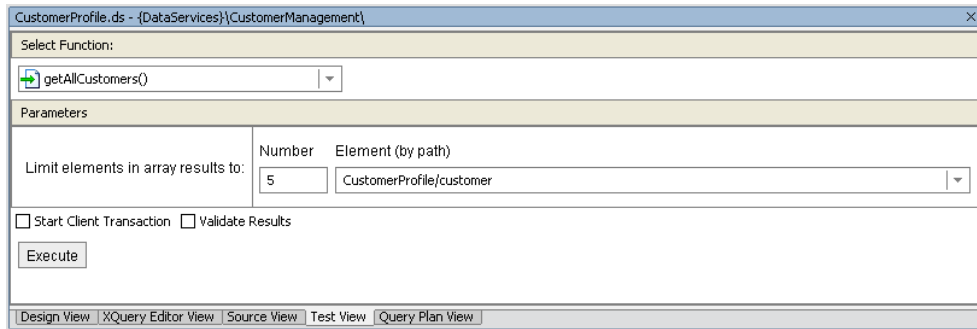 CustomerProfile.ds - {DataServices}\CustomerManagement\
Select Function:
getAllCustomers()
Parameters
Number Element (by path)
Limit elements in array results to: 5 CustomerProfile/customer
Start Client Transaction Validate Results
Execute
Design View XQuery Editor View Source View Test View Query Plan View